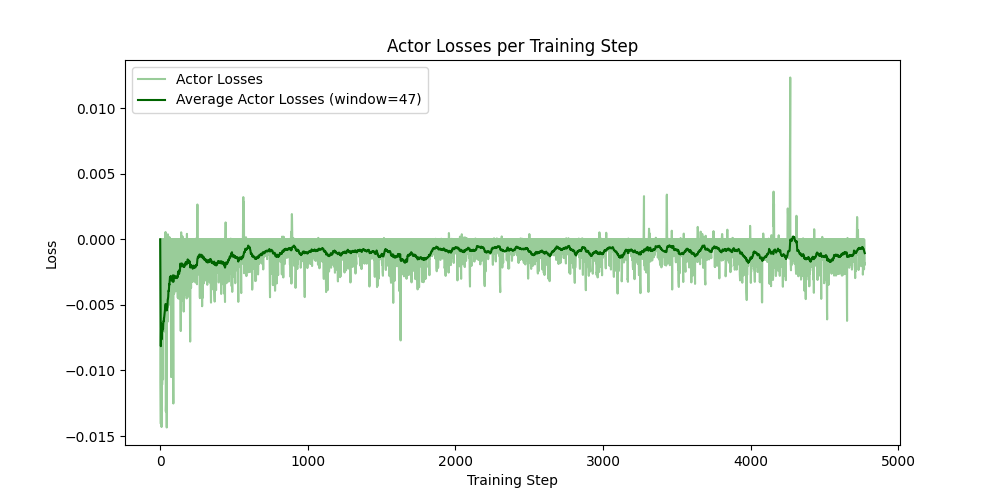 Actor Losses per Training Step
Actor Losses
Average Actor Losses (window=47)
0.010
0.005
0.000
−0.005
−0.010
−0.015
Loss
0 1000 2000 3000 4000 5000
Training Step